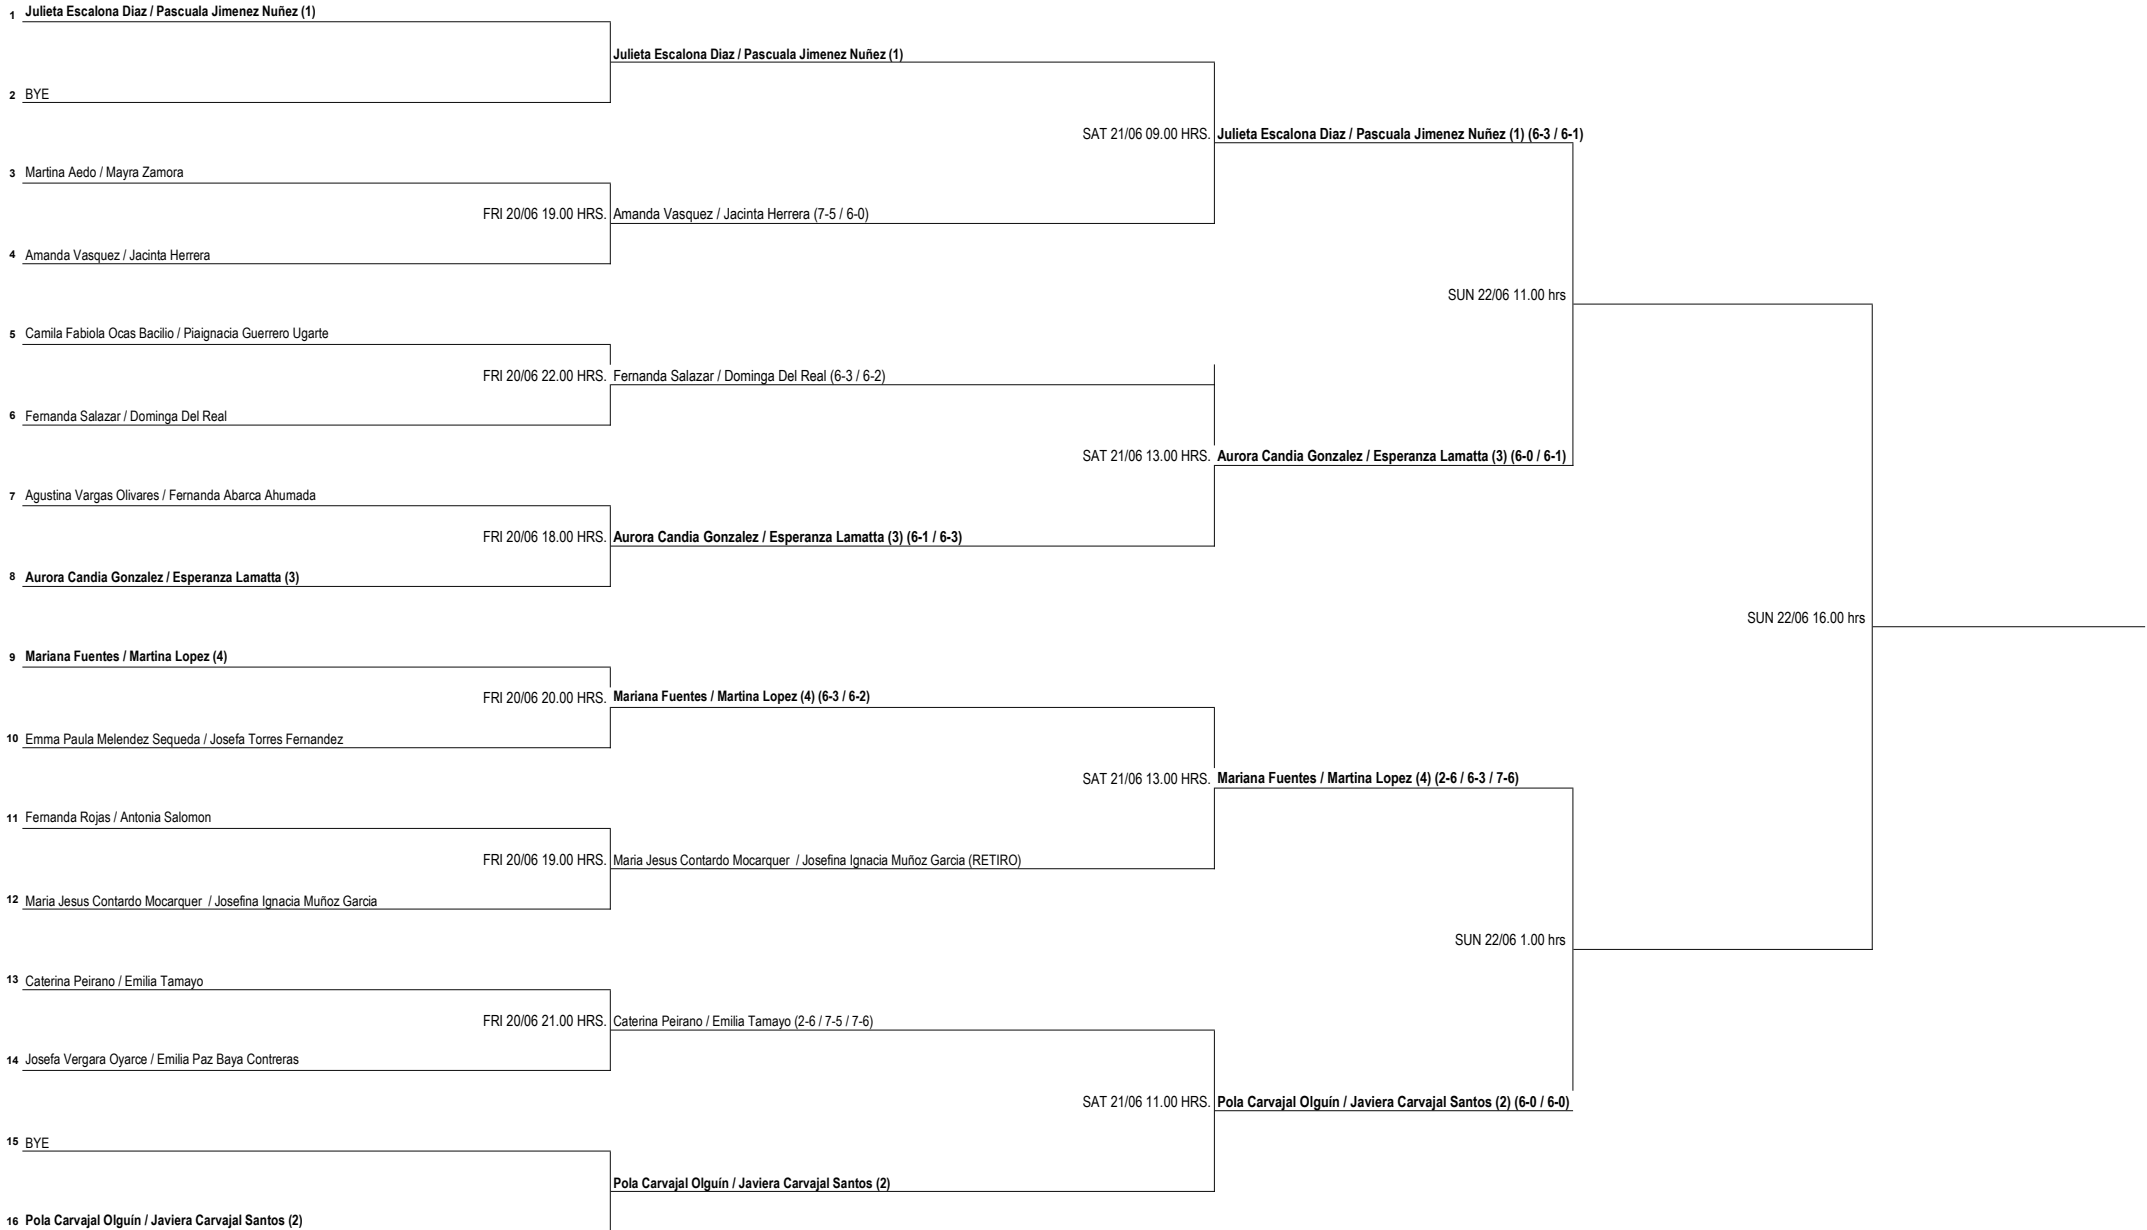 1 Julieta Escalona Diaz / Pascuala Jimenez Nuñez (1)
Julieta Escalona Diaz / Pascuala Jimenez Nuñez (1)
2 BYE
SAT 21/06 09.00 HRS. Julieta Escalona Diaz / Pascuala Jimenez Nuñez (1) (6-3 / 6-1)
3 Martina Aedo / Mayra Zamora
FRI 20/06 19.00 HRS. Amanda Vasquez / Jacinta Herrera (7-5 / 6-0)
4 Amanda Vasquez / Jacinta Herrera
SUN 22/06 11.00 hrs
5 Camila Fabiola Ocas Bacilio / Piaignacia Guerrero Ugarte
FRI 20/06 22.00 HRS. Fernanda Salazar / Dominga Del Real (6-3 / 6-2)
6 Fernanda Salazar / Dominga Del Real
SAT 21/06 13.00 HRS. Aurora Candia Gonzalez / Esperanza Lamatta (3) (6-0 / 6-1)
7 Agustina Vargas Olivares / Fernanda Abarca Ahumada
FRI 20/06 18.00 HRS. Aurora Candia Gonzalez / Esperanza Lamatta (3) (6-1 / 6-3)
8 Aurora Candia Gonzalez / Esperanza Lamatta (3)
SUN 22/06 16.00 hrs
9 Mariana Fuentes / Martina Lopez (4)
FRI 20/06 20.00 HRS. Mariana Fuentes / Martina Lopez (4) (6-3 / 6-2)
10 Emma Paula Melendez Sequeda / Josefa Torres Fernandez
SAT 21/06 13.00 HRS. Mariana Fuentes / Martina Lopez (4) (2-6 / 6-3 / 7-6)
11 Fernanda Rojas / Antonia Salomon
FRI 20/06 19.00 HRS. Maria Jesus Contardo Mocarquer / Josefina Ignacia Muñoz Garcia (RETIRO)
12 Maria Jesus Contardo Mocarquer / Josefina Ignacia Muñoz Garcia
SUN 22/06 1.00 hrs
13 Caterina Peirano / Emilia Tamayo
FRI 20/06 21.00 HRS. Caterina Peirano / Emilia Tamayo (2-6 / 7-5 / 7-6)
14 Josefa Vergara Oyarce / Emilia Paz Baya Contreras
SAT 21/06 11.00 HRS. Pola Carvajal Olguín / Javiera Carvajal Santos (2) (6-0 / 6-0)
15 BYE
Pola Carvajal Olguín / Javiera Carvajal Santos (2)
16 Pola Carvajal Olguín / Javiera Carvajal Santos (2)